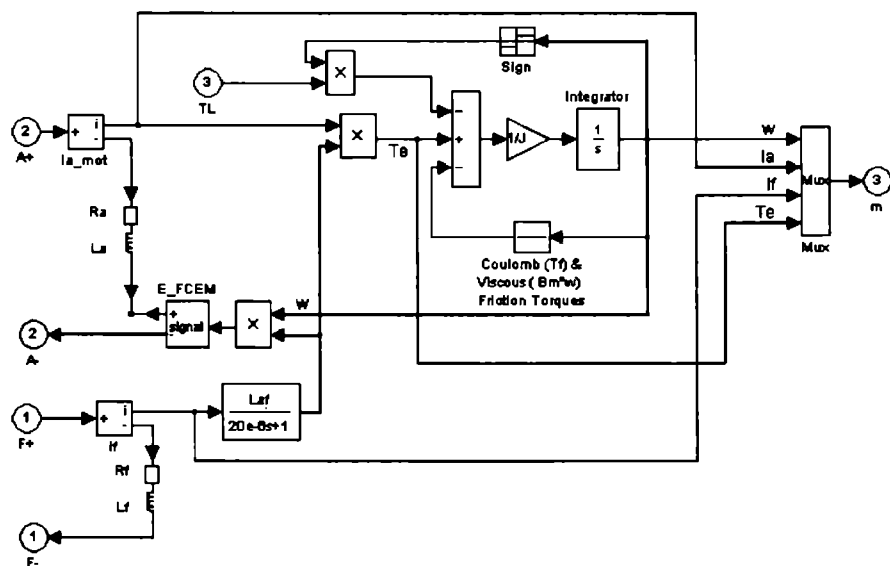 Sign
×
3
TL
Integrator
2
A+
+
i
-
Ia_mot
×
Te
-
+
-
1/J
1
s
w
Ia
If
Te
Mux
Mux
3
m
Ra
La
Coulomb (Tf) &
Viscous ( Bm*w)
Friction Torques
E_FCEM
+
signal
-
×
w
2
A-
1
F+
+
i
-
If
Laf
20e-6s+1
Rf
Lf
1
F-